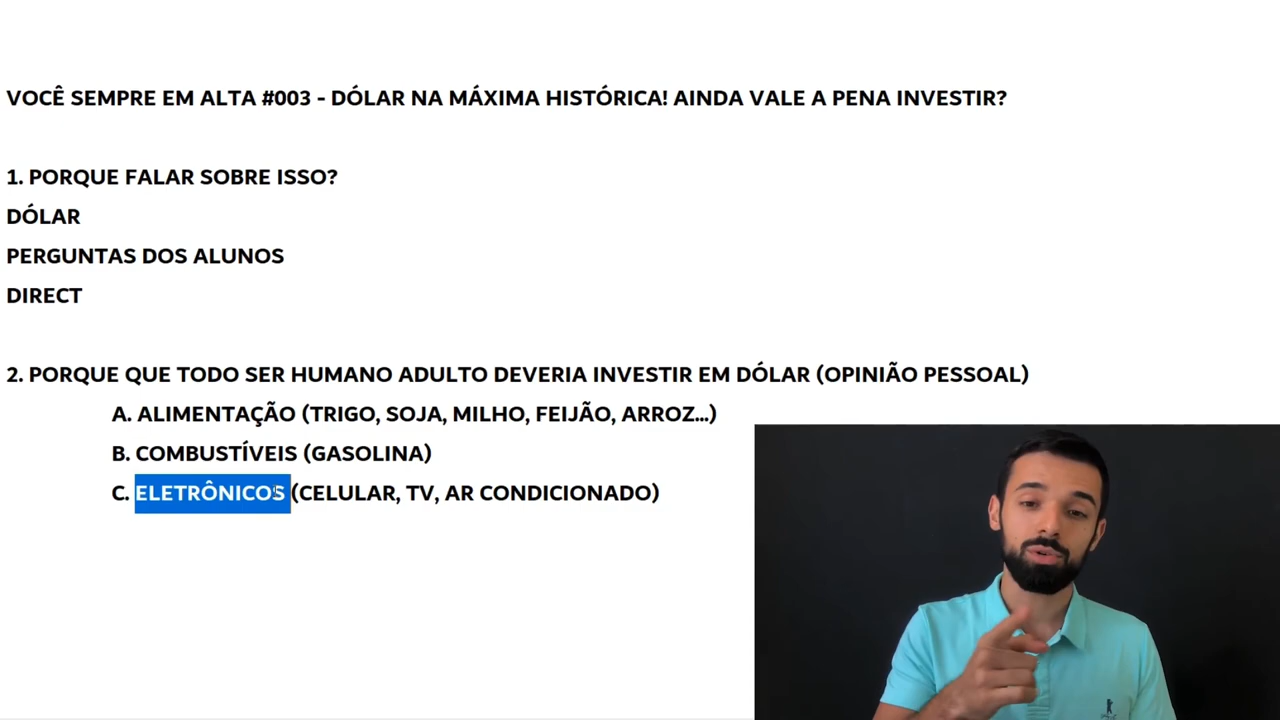 VOCÊ SEMPRE EM ALTA #003 - DÓLAR NA MÁXIMA HISTÓRICA! AINDA VALE A PENA INVESTIR?
1. PORQUE FALAR SOBRE ISSO?
DÓLAR
PERGUNTAS DOS ALUNOS
DIRECT
2. PORQUE QUE TODO SER HUMANO ADULTO DEVERIA INVESTIR EM DÓLAR (OPINIÃO PESSOAL)
A. ALIMENTAÇÃO (TRIGO, SOJA, MILHO, FEIJÃO, ARROZ...)
B. COMBUSTÍVEIS (GASOLINA)
C. ELETRÔNICOS (CELULAR, TV, AR CONDICIONADO)